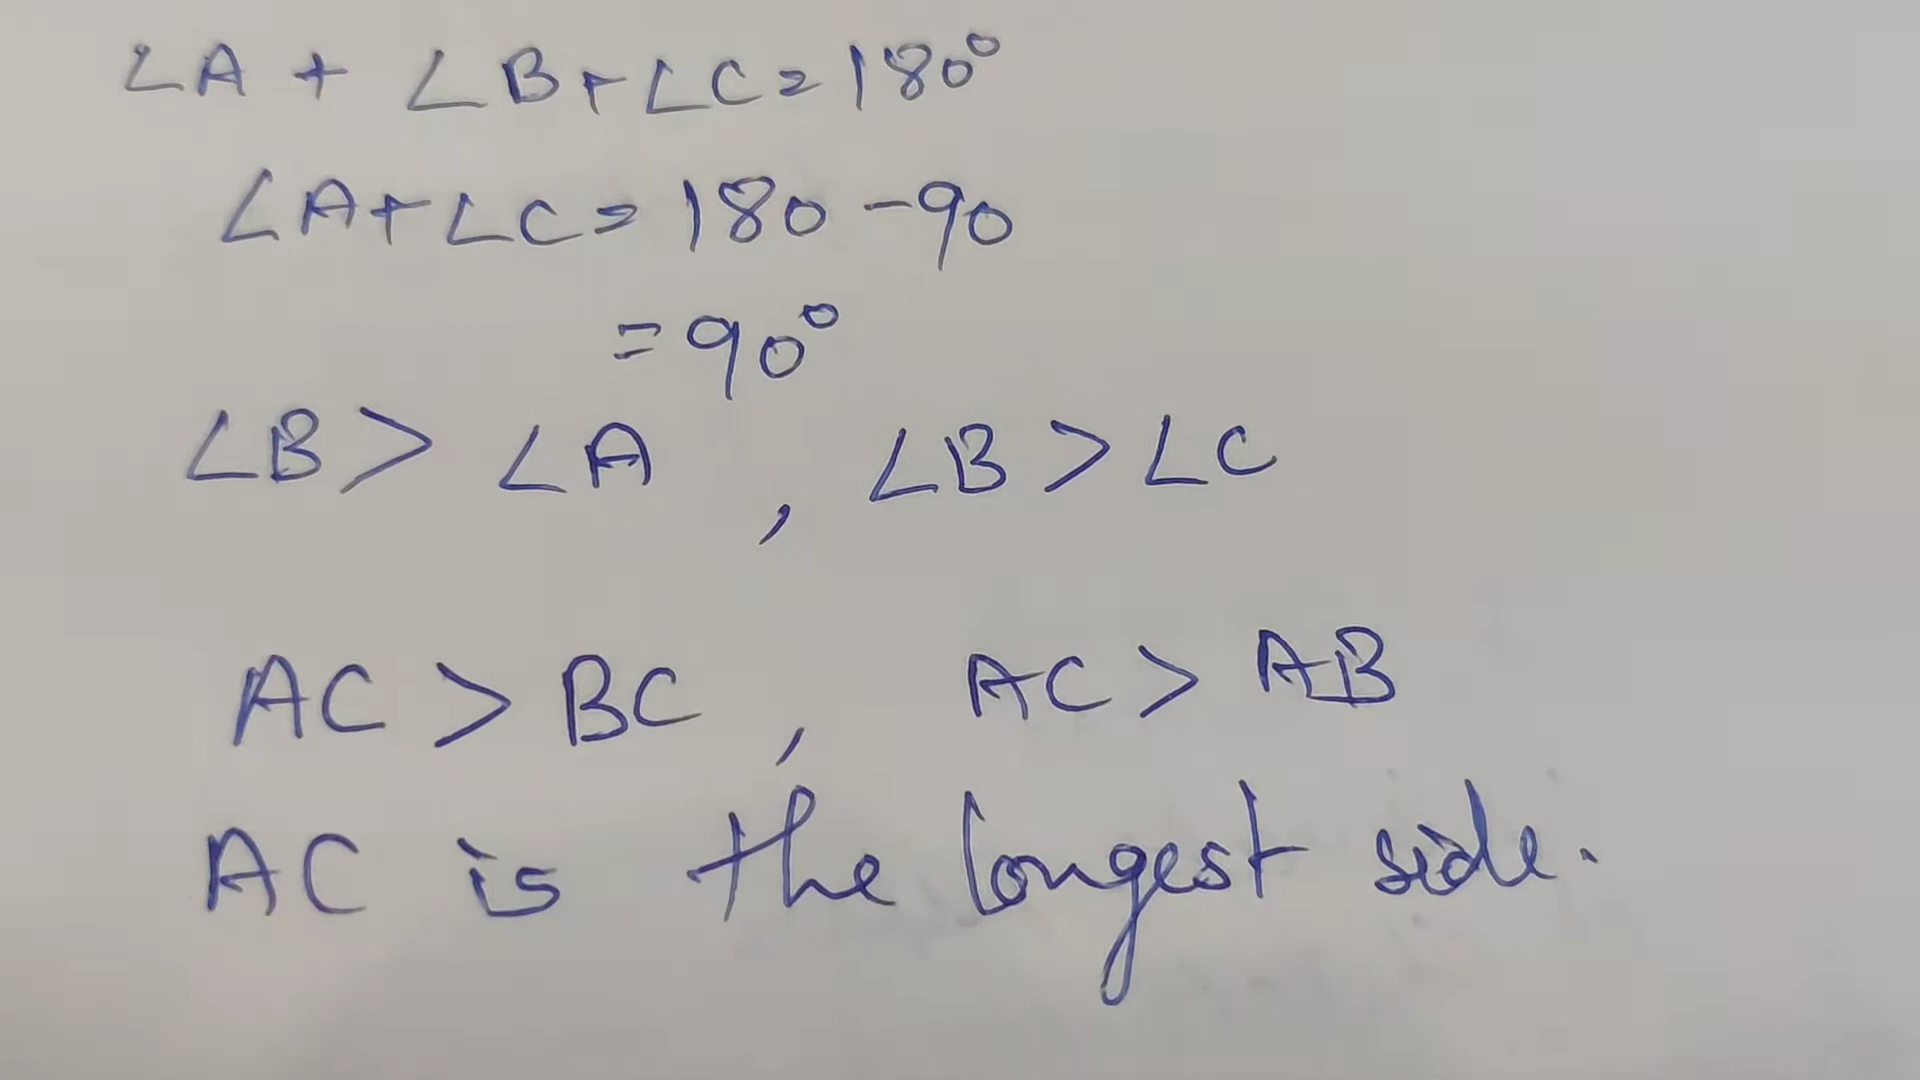 ∠A + ∠B + ∠C = 180°
∠A + ∠C = 180 - 90
= 90°
∠B > ∠A , ∠B > ∠C
AC > BC , AC > AB
AC is the longest side.